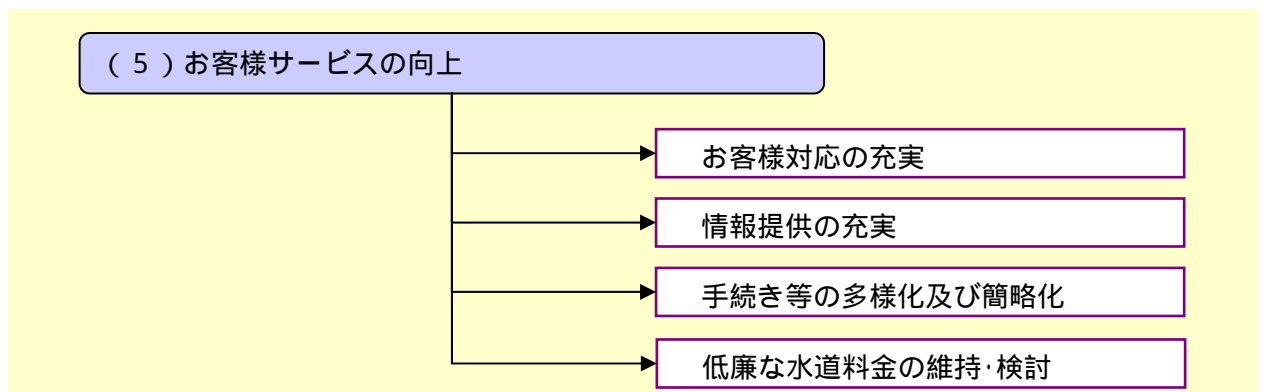 (5)お客様サービスの向上
お客様対応の充実
情報提供の充実
手続き等の多様化及び簡略化
低廉な水道料金の維持・検討